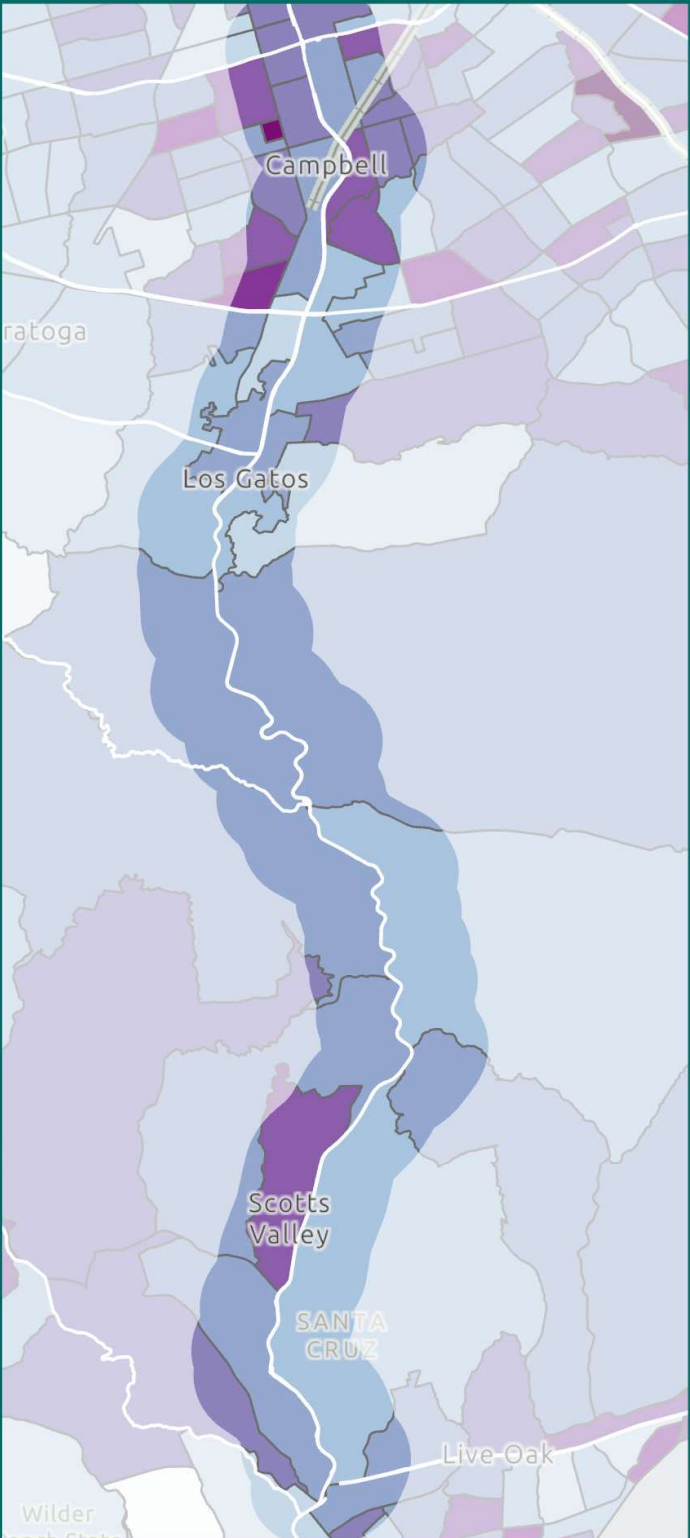 Campbell
ratoga
Los Gatos
Scotts
Valley
SANTA
CRUZ
Live Oak
Wilder